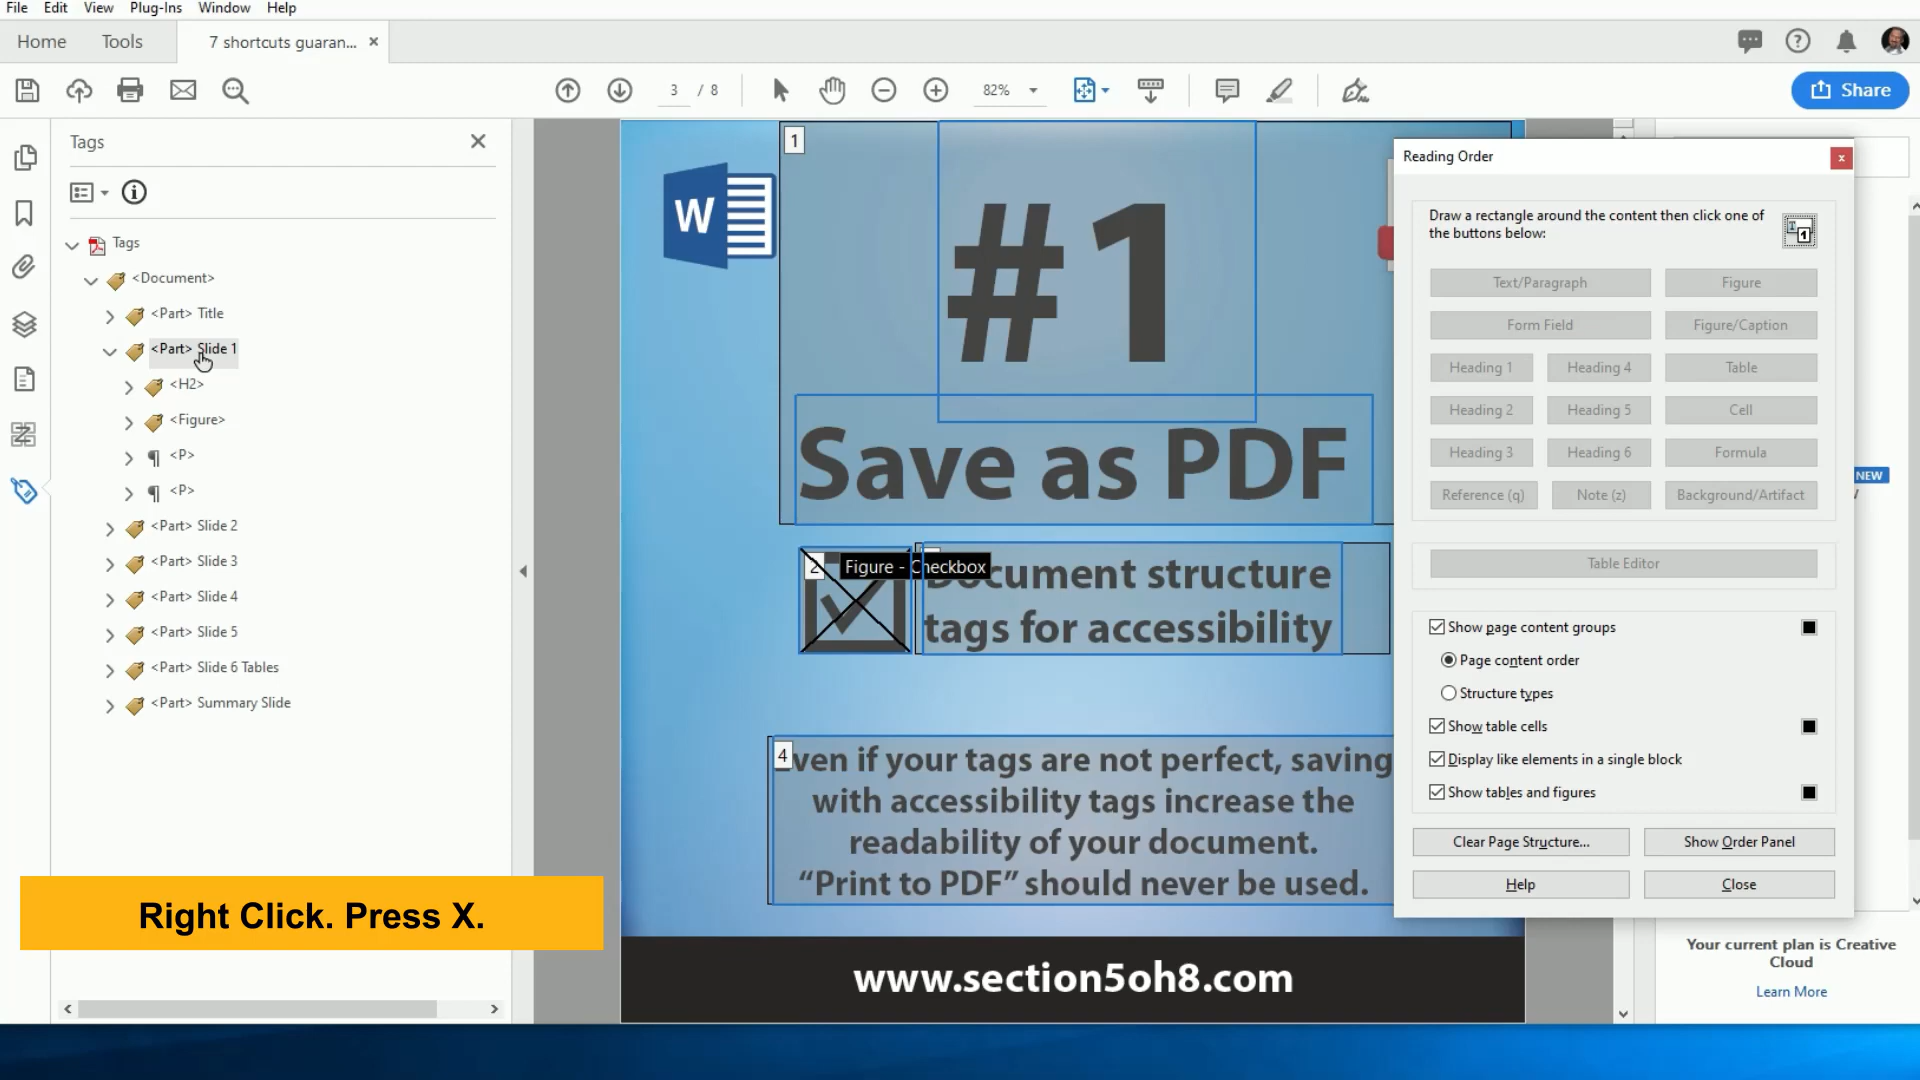 File Edit View Plug-Ins Window Help
Home Tools 7 shortcuts guaran... ×
3 / 8 82% Share
Tags
Tags
<Document>
<Part> Title
<Part> Slide 1
<H2>
<Figure>
<P>
<P>
<Part> Slide 2
<Part> Slide 3
<Part> Slide 4
<Part> Slide 5
<Part> Slide 6 Tables
<Part> Summary Slide
Right Click. Press X.
1
W
#1
Save as PDF
2 Figure - Checkbox
Document structure
tags for accessibility
4
Even if your tags are not perfect, saving
with accessibility tags increase the
readability of your document.
“Print to PDF” should never be used.
www.section5oh8.com
Reading Order
x
Draw a rectangle around the content then click one of
the buttons below:
1
Text/Paragraph Figure
Form Field Figure/Caption
Heading 1 Heading 4 Table
Heading 2 Heading 5 Cell
Heading 3 Heading 6 Formula
Reference (q) Note (z) Background/Artifact
Table Editor
Show page content groups
Page content order
Structure types
Show table cells
Display like elements in a single block
Show tables and figures
Clear Page Structure... Show Order Panel
Help Close
NEW
Your current plan is Creative
Cloud
Learn More